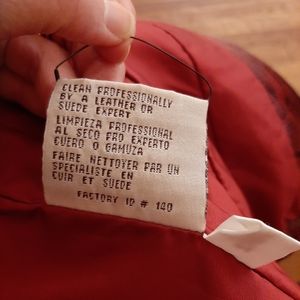 CLEAN PROFESSIONALLY
BY A LEATHER OR
SUEDE EXPERT
LIMPIEZA PROFESSIONAL
AL SECO PRO EXPERTO
CUERO O GAMUZA
FAIRE NETTOYER PAR UN
SPECIALISTE EN
CUIR ET SUEDE
FACTORY ID # 140